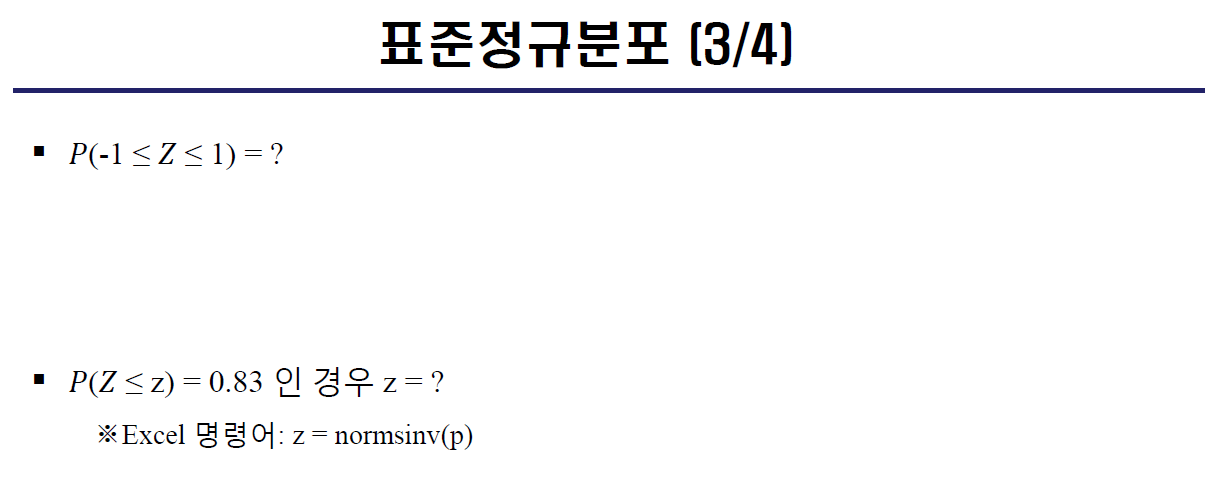 표준정규분포 (3/4)
▪ P(-1 ≤ Z ≤ 1) = ?
▪ P(Z ≤ z) = 0.83 인 경우 z = ?
※Excel 명령어: z = normsinv(p)